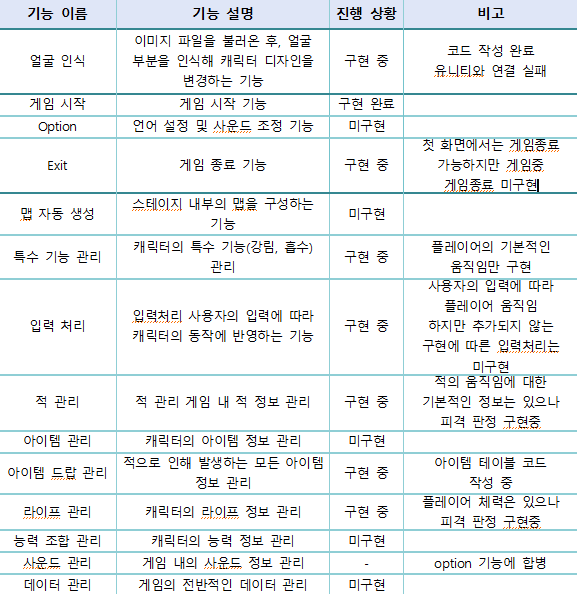 기능 이름 기능 설명 진행 상황 비고
얼굴 인식 이미지 파일을 불러온 후, 얼굴 부분을 인식해 캐릭터 디자인을 변경하는 기능 구현 중 코드 작성 완료 유니티와 연결 실패
게임 시작 게임 시작 기능 구현 완료
Option 언어 설정 및 사운드 조정 기능 미구현
Exit 게임 종료 기능 구현 중 첫 화면에서는 게임종료 가능하지만 게임중 게임종료 미구현
맵 자동 생성 스테이지 내부의 맵을 구성하는 기능 미구현
특수 기능 관리 캐릭터의 특수 기능(강림, 흡수) 관리 구현 중 플레이어의 기본적인 움직임만 구현
입력 처리 입력처리 사용자의 입력에 따라 캐릭터의 동작에 반영하는 기능 구현 중 사용자의 입력에 따라 플레이어 움직임 하지만 추가되지 않는 구현에 따른 입력처리는 미구현
적 관리 적 관리 게임 내 적 정보 관리 구현 중 적의 움직임에 대한 기본적인 정보는 있으나 피격 판정 구현중
아이템 관리 캐릭터의 아이템 정보 관리 미구현
아이템 드랍 관리 적으로 인해 발생하는 모든 아이템 정보 관리 구현 중 아이템 테이블 코드 작성 중
라이프 관리 캐릭터의 라이프 정보 관리 구현 중 플레이어 체력은 있으나 피격 판정 구현중
능력 조합 관리 캐릭터의 능력 정보 관리 미구현
사운드 관리 게임 내의 사운드 정보 관리 - option 기능에 합병
데이터 관리 게임의 전반적인 데이터 관리 미구현